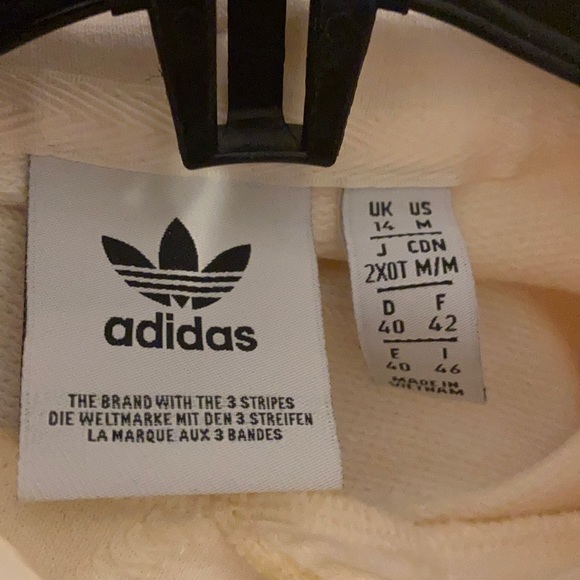 adidas
THE BRAND WITH THE 3 STRIPES
DIE WELTMARKE MIT DEN 3 STREIFEN
LA MARQUE AUX 3 BANDES
UK US
14 M
J CDN
2XOT M/M
D F
40 42
E I
40 46
MADE IN
VIETNAM